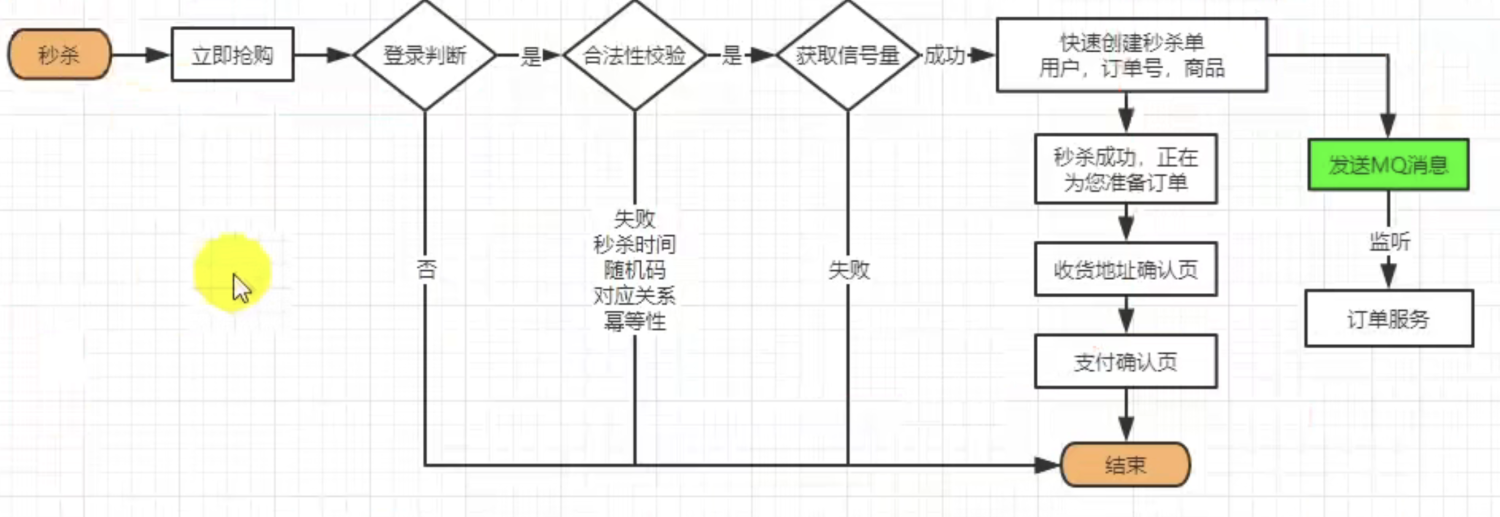 秒杀
立即抢购
登录判断
是
合法性校验
是
获取信号量
成功
快速创建秒杀单
用户，订单号，商品
秒杀成功，正在
为您准备订单
发送MQ消息
失败
秒杀时间
随机码
对应关系
幂等性
否
失败
监听
收货地址确认页
订单服务
支付确认页
结束